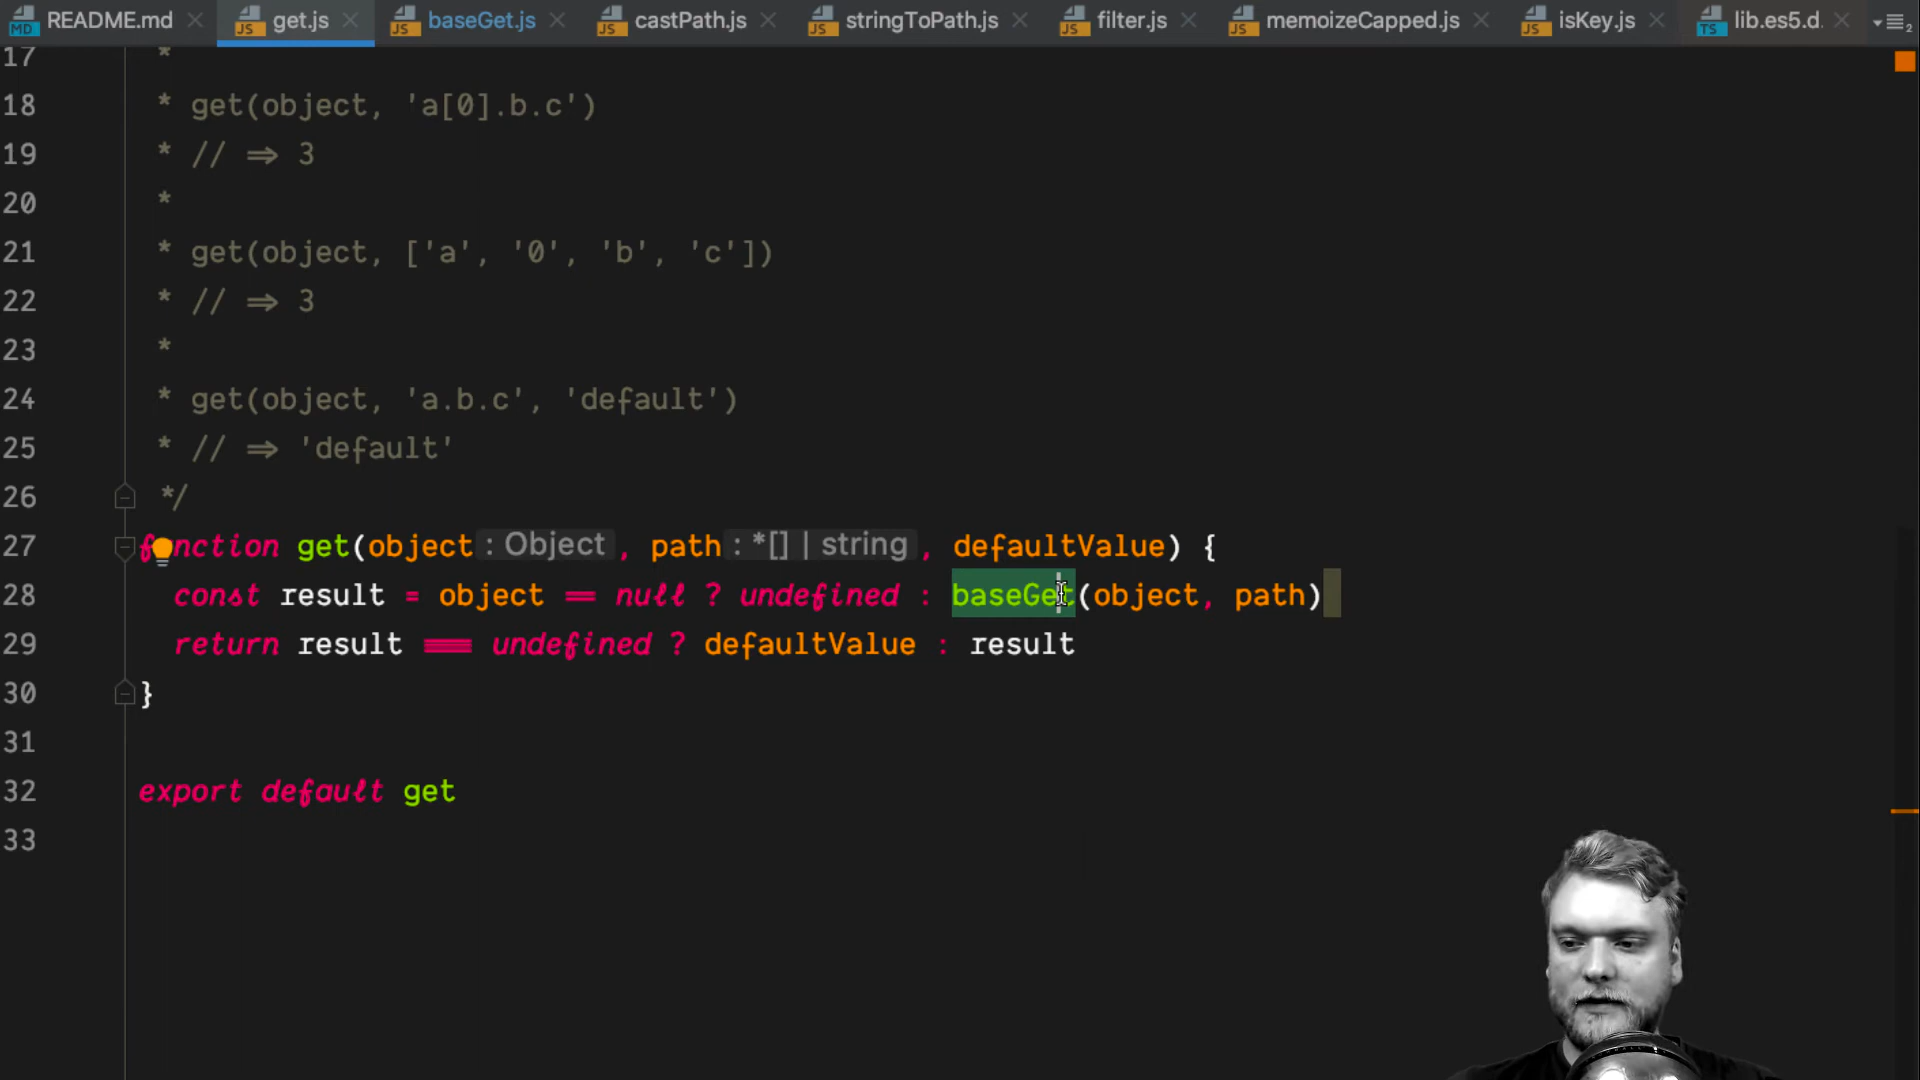 README.md get.js baseGet.js castPath.js stringToPath.js filter.js memoizeCapped.js isKey.js lib.es5.d.
17 *
18 * get(object, 'a[0].b.c')
19 * // => 3
20 *
21 * get(object, ['a', '0', 'b', 'c'])
22 * // => 3
23 *
24 * get(object, 'a.b.c', 'default')
25 * // => 'default'
26 */
27 function get(object : Object , path : *[] | string , defaultValue) {
28 const result = object == null ? undefined : baseGet(object, path)
29 return result === undefined ? defaultValue : result
30 }
31
32 export default get
33